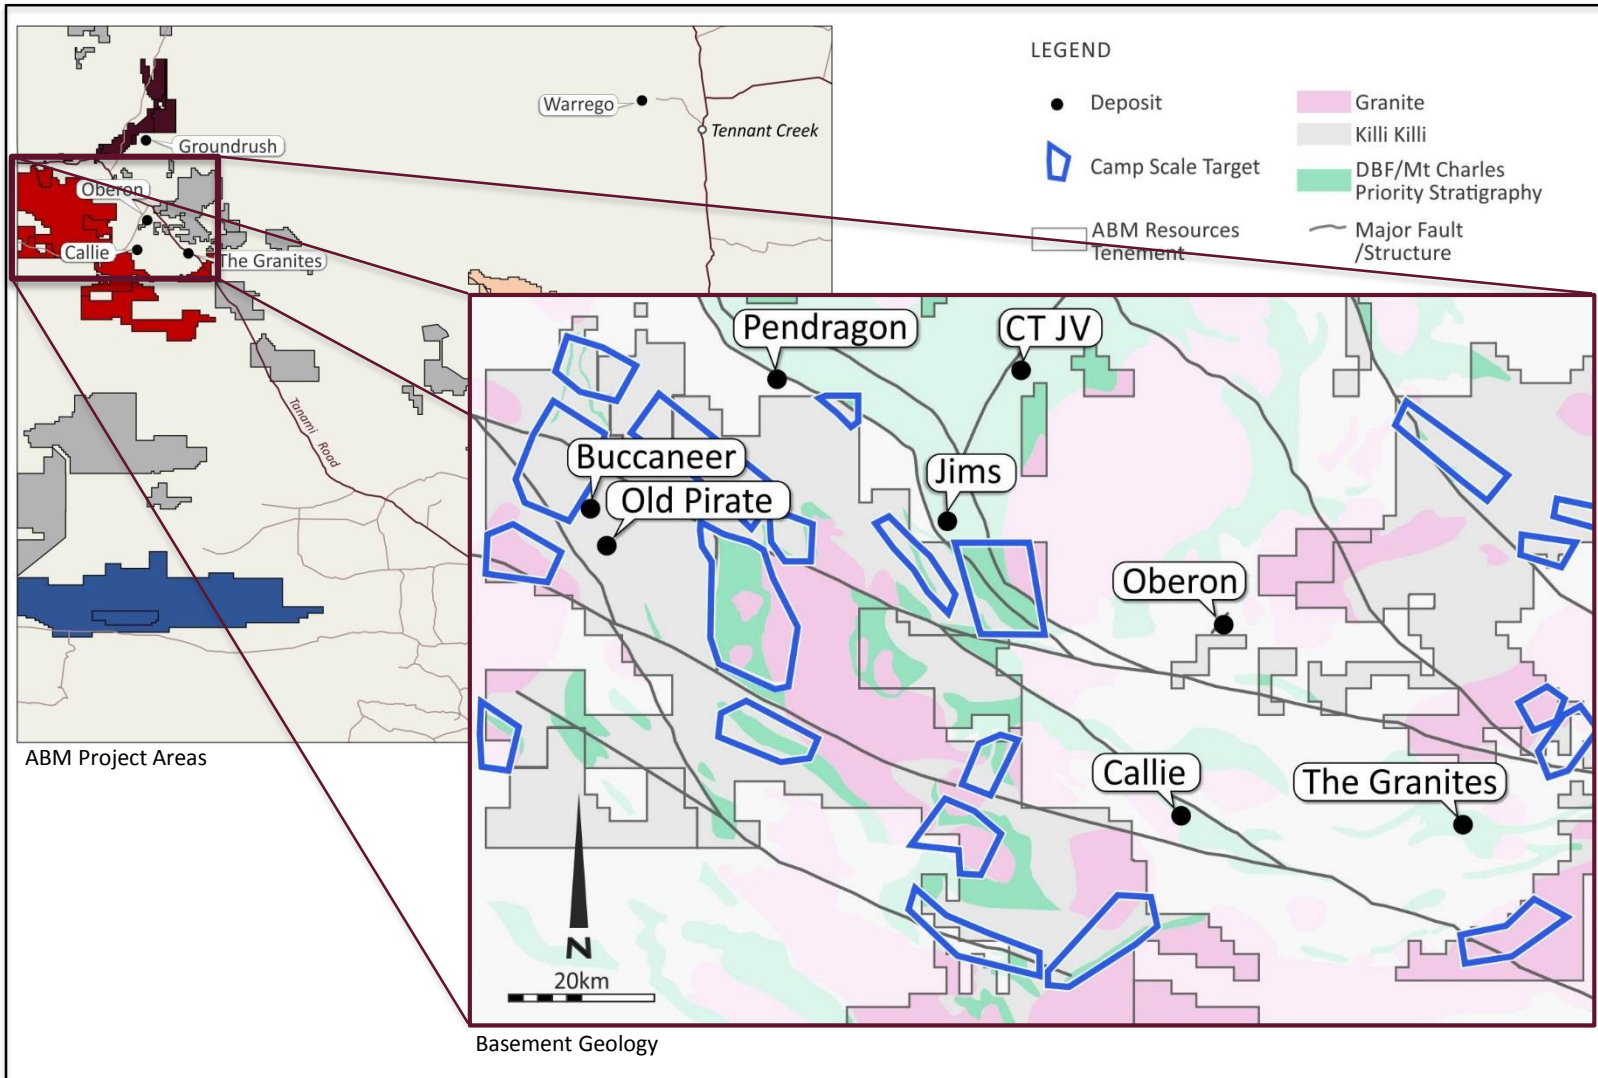 LEGEND
Deposit
Camp Scale Target
ABM Resources
Tenement
Granite
Killi Killi
DBF/Mt Charles
Priority Stratigraphy
Major Fault
/Structure
Warrego
Tennant Creek
Groundrush
Oberon
Callie
The Granites
Tanami Road
ABM Project Areas
Pendragon
CT JV
Buccaneer
Old Pirate
Jims
Oberon
Callie
The Granites
N
20km
Basement Geology